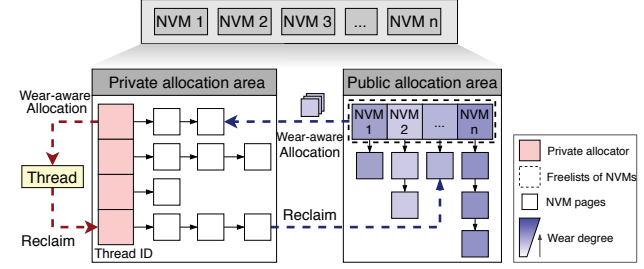 NVM 1 NVM 2 NVM 3 ... NVM n
Private allocation area
Public allocation area
Wear-aware
Allocation
Thread
Reclaim
Thread ID
Wear-aware
Allocation
Reclaim
NVM
1
NVM
2
...
NVM
n
Private allocator
Freelists of NVMs
NVM pages
Wear degree